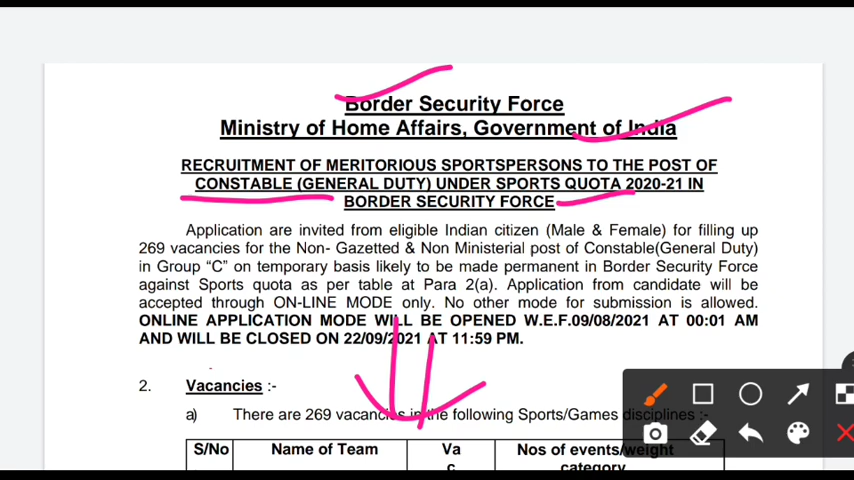 Border Security Force
Ministry of Home Affairs, Government of India
RECRUITMENT OF MERITORIOUS SPORTSPERSONS TO THE POST OF
CONSTABLE (GENERAL DUTY) UNDER SPORTS QUOTA 2020-21 IN
BORDER SECURITY FORCE
Application are invited from eligible Indian citizen (Male & Female) for filling up
269 vacancies for the Non- Gazetted & Non Ministerial post of Constable(General Duty)
in Group “C” on temporary basis likely to be made permanent in Border Security Force
against Sports quota as per table at Para 2(a). Application from candidate will be
accepted through ON-LINE MODE only. No other mode for submission is allowed.
ONLINE APPLICATION MODE WILL BE OPENED W.E.F.09/08/2021 AT 00:01 AM
AND WILL BE CLOSED ON 22/09/2021 AT 11:59 PM.
2. Vacancies :-
a) There are 269 vacancies in the following Sports/Games disciplines :-
S/No Name of Team Va Nos of events/weight
c. category